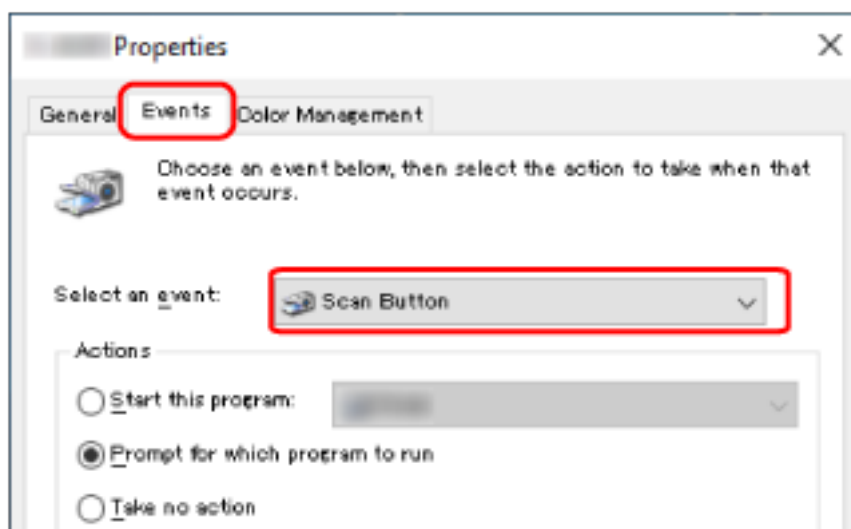 Properties
General Events Color Management
Choose an event below, then select the action to take when that
event occurs.
Select an event: Scan Button
Actions
Start this program:
Prompt for which program to run
Take no action